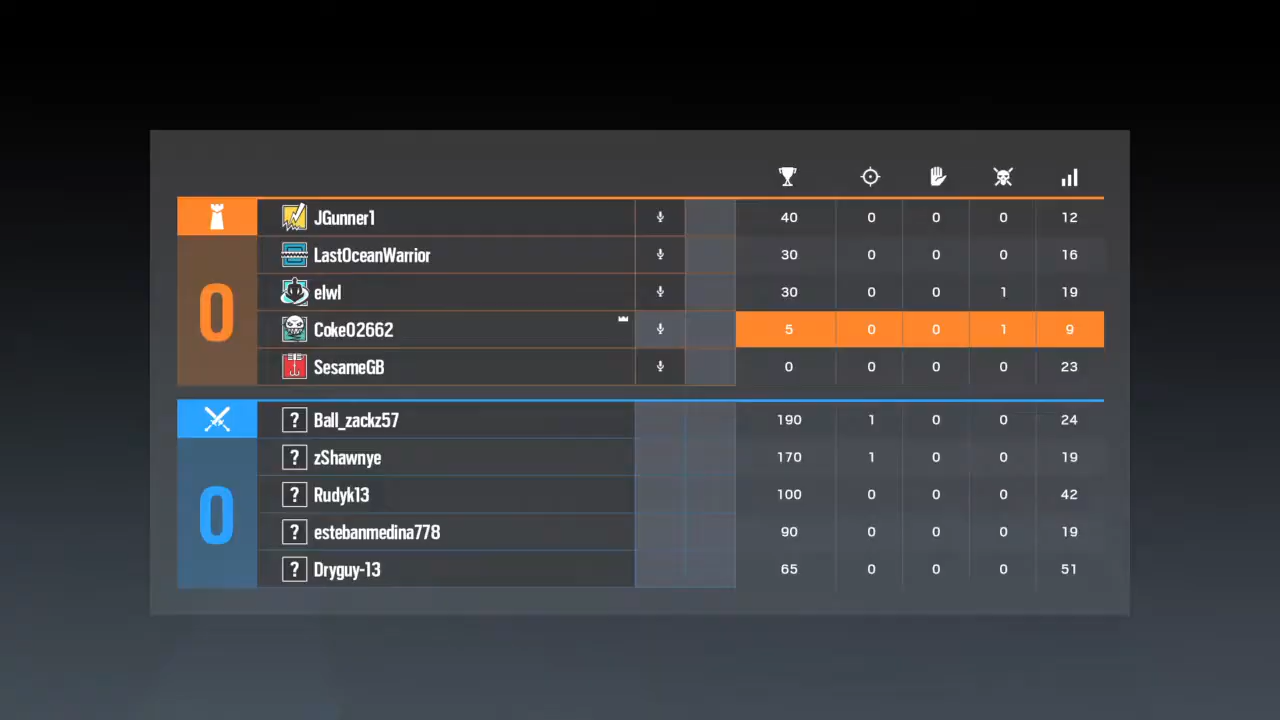 JGunner1 40 0 0 0 12
LastOceanWarrior 30 0 0 0 16
elwl 30 0 0 1 19
0
Coke02662 5 0 0 1 9
SesameGB 0 0 0 0 23
? Ball_zackz57 190 1 0 0 24
? zShawnye 170 1 0 0 19
? Rudyk13 100 0 0 0 42
0
? estebanmedina778 90 0 0 0 19
? Dryguy-13 65 0 0 0 51